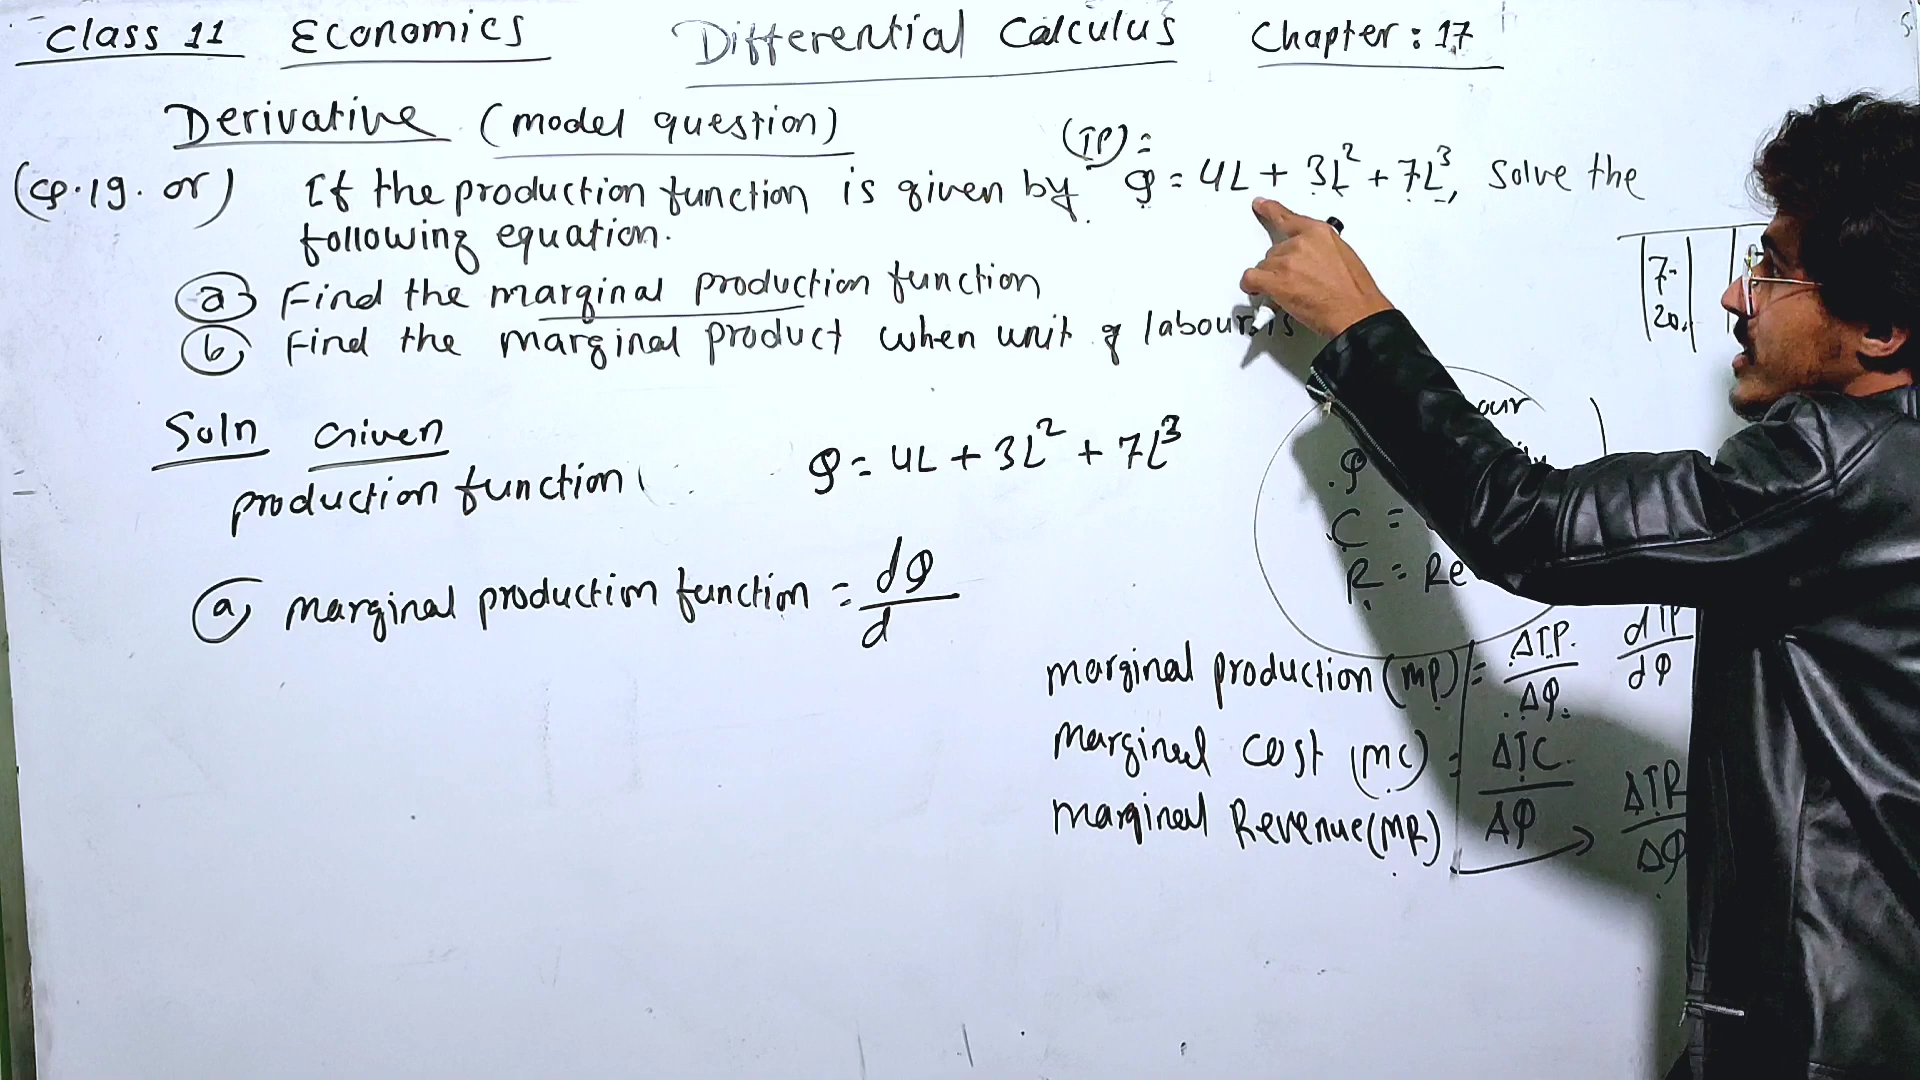 Class 11 Economics Differential Calculus Chapter: 17
Derivative (model question)
(TP) =
(Q.19. or) If the production function is given by Q = 4L + 3L² + 7L³, solve the
following equation.
(a) Find the marginal production function
(b) Find the marginal product when unit of labour is
7
20
Soln Given
production function Q = 4L + 3L² + 7L³
our
Q
C =
R = Re
(a) marginal production function = dQ/d
marginal production (MP) = ΔTP/ΔQ dTP/dQ
Marginal cost (MC) = ΔTC/ΔQ
Marginal Revenue (MR) → ΔTR/ΔQ